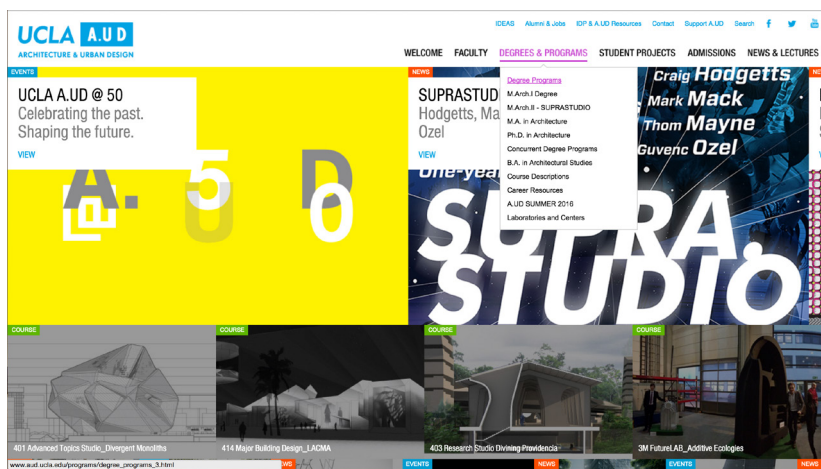 UCLA A.UD
ARCHITECTURE & URBAN DESIGN
IDEAS Alumni & Jobs IDP & A.UD Resources Contact Support A.UD Search
WELCOME FACULTY DEGREES & PROGRAMS STUDENT PROJECTS ADMISSIONS NEWS & LECTURES
EVENTS
UCLA A.UD @ 50
Celebrating the past.
Shaping the future.
VIEW
A. U D
@ 5 0
NEWS
SUPRASTUD
Hodgetts, Ma
Ozel
VIEW
Degree Programs
M.Arch.I Degree
M.Arch.II - SUPRASTUDIO
M.A. in Architecture
Ph.D. in Architecture
Concurrent Degree Programs
B.A. in Architectural Studies
Course Descriptions
Career Resources
A.UD SUMMER 2016
Laboratories and Centers
Craig Hodgetts
Mark Mack
Thom Mayne
Guvenc Ozel
One-year
SUPRA.
STUDIO
COURSE
401 Advanced Topics Studio_Divergent Monoliths
COURSE
414 Major Building Design_LACMA
COURSE
403 Research Studio Divining Providencia
COURSE
3M FutureLAB_Additive Ecologies
www.aud.ucla.edu/programs/degree_programs_3.html
EVENTS
NEWS
EVENTS
NEWS